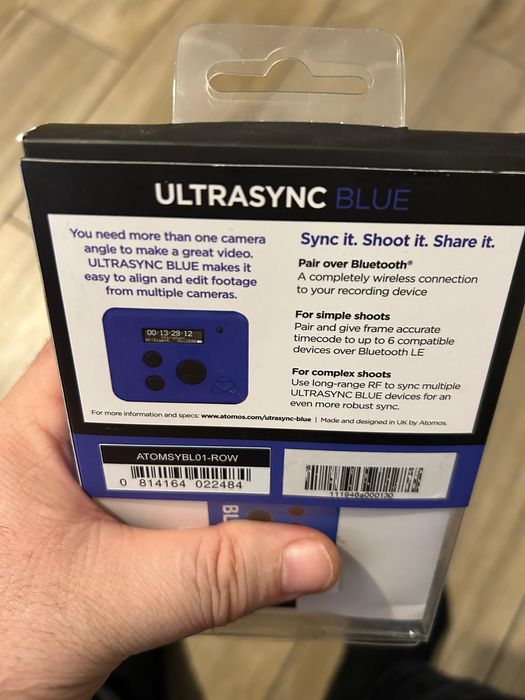 ULTRASYNC BLUE
You need more than one camera
angle to make a great video.
ULTRASYNC BLUE makes it
easy to align and edit footage
from multiple cameras.
00:13:29:12
Sync it. Shoot it. Share it.
Pair over Bluetooth®
A completely wireless connection
to your recording device
For simple shoots
Pair and give frame accurate
timecode to up to 6 compatible
devices over Bluetooth LE
For complex shoots
Use long-range RF to sync multiple
ULTRASYNC BLUE devices for an
even more robust sync.
For more information and specs: www.atomos.com/utrasync-blue | Made and designed in UK by Atomos.
ATOMSYBL01-ROW
0 814164 022484
111946a000130
BL